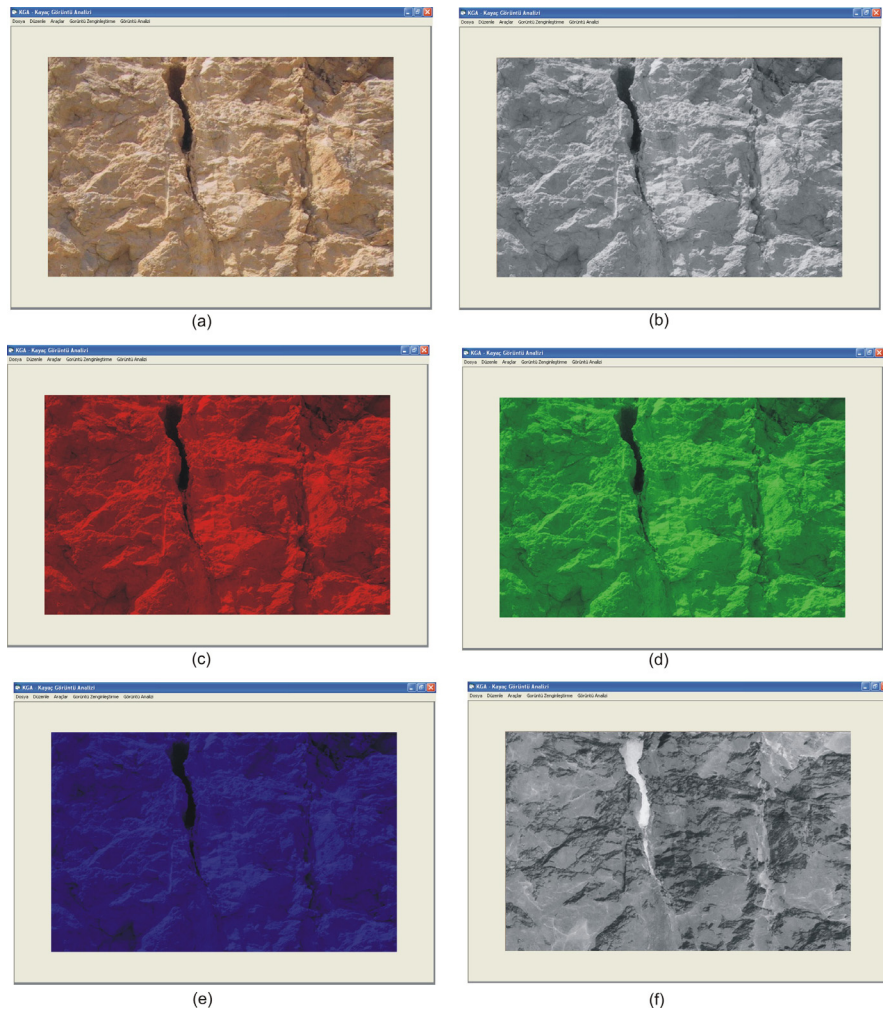 KGA - Kayaç Görüntü Analizi
Dosya Düzenle Araçlar Görüntü Zenginleştirme Görüntü Analizi
(a)
KGA - Kayaç Görüntü Analizi
Dosya Düzenle Araçlar Görüntü Zenginleştirme Görüntü Analizi
(b)
KGA - Kayaç Görüntü Analizi
Dosya Düzenle Araçlar Görüntü Zenginleştirme Görüntü Analizi
(c)
KGA - Kayaç Görüntü Analizi
Dosya Düzenle Araçlar Görüntü Zenginleştirme Görüntü Analizi
(d)
KGA - Kayaç Görüntü Analizi
Dosya Düzenle Araçlar Görüntü Zenginleştirme Görüntü Analizi
(e)
KGA - Kayaç Görüntü Analizi
Dosya Düzenle Araçlar Görüntü Zenginleştirme Görüntü Analizi
(f)